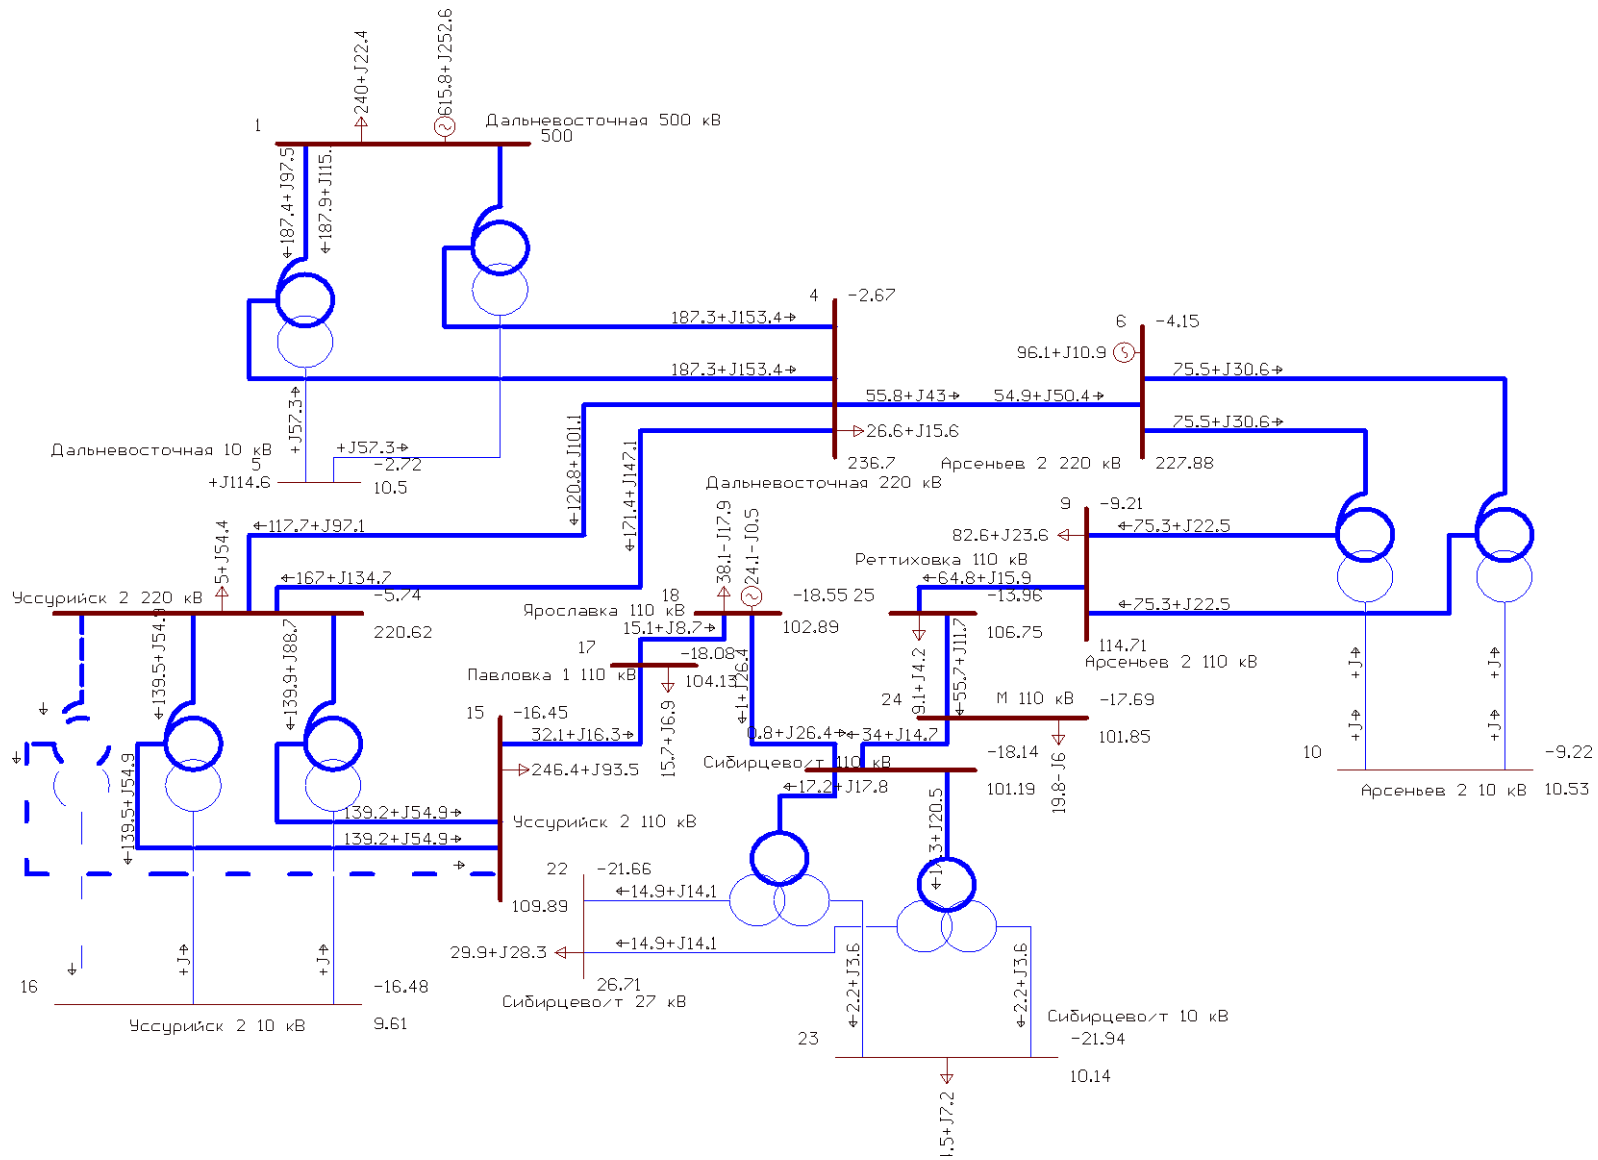 240+J22.4
615.8+J252.6
1
Дальневосточная 500 кВ
500
187.4+J97.5
187.9+J115.
4
-2.67
6
-4.15
187.3+J153.4
96.1+J10.9
187.3+J153.4
75.5+J30.6
55.8+J43
54.9+J50.4
75.5+J30.6
26.6+J15.6
+J57.3
Дальневосточная 10 кВ
5
+J57.3
-2.72
+J114.6
10.5
120.8+J101.1
171.4+J147.1
236.7
Арсеньев 2 220 кВ
227.88
Дальневосточная 220 кВ
9
-9.21
117.7+J97.1
82.6+J23.6
75.3+J22.5
38.1-J17.9
24.1-J0.5
Реттиховка 110 кВ
5+J54.4
167+J134.7
64.8+J15.9
Уссурийск 2 220 кВ
-5.74
18
-18.55
25
-13.96
Ярославка 110 кВ
75.3+J22.5
220.62
15.1+J8.7
102.89
106.75
114.71
17
-18.08
Арсеньев 2 110 кВ
Павловка 1 110 кВ
104.13
139.5+J54.9
139.9+J88.7
1+J26.4
9.1+J4.2
55.7+J11.7
24
М 110 кВ
-17.69
15
-16.45
32.1+J16.3
15.7+J6.9
0.8+J26.4
34+J14.7
-18.14
101.85
10
-9.22
246.4+J93.5
Сибирцево/т 110 кВ
17.2+J17.8
101.19
19.8-J6
Арсеньев 2 10 кВ
10.53
+J
+J
+J
+J
139.5+J54.9
139.2+J54.9
Уссурийск 2 110 кВ
139.2+J54.9
22
-21.66
14.9+J14.1
109.89
29.9+J28.3
14.9+J14.1
+J
+J
2.2+J3.6
2.2+J3.6
16
-16.48
26.71
Сибирцево/т 27 кВ
Уссурийск 2 10 кВ
9.61
Сибирцево/т 10 кВ
23
-21.94
10.14
.5+J7.2